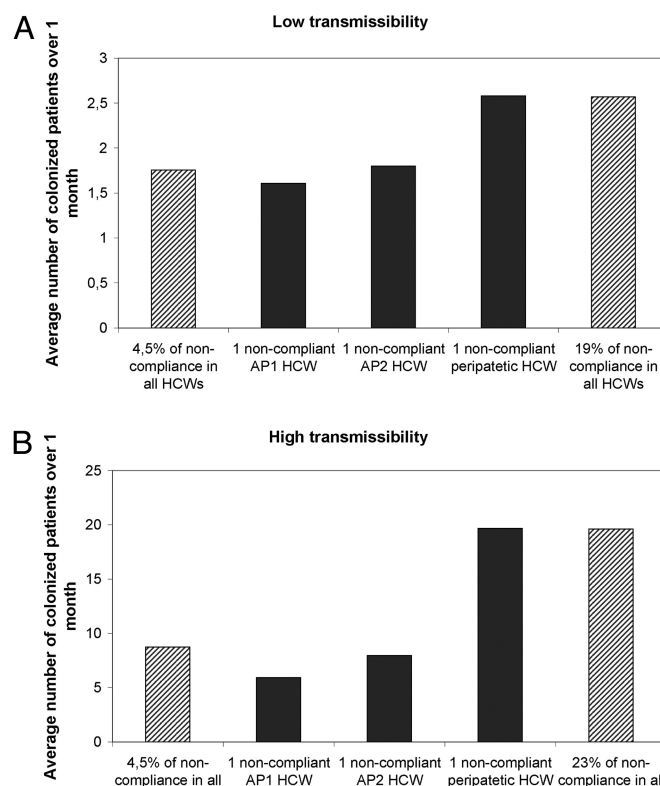 A
Low transmissibility
Average number of colonized patients over 1
month
3
2,5
2
1,5
1
0,5
0
4,5% of non-
compliance in
all HCWs
1 non-compliant
AP1 HCW
1 non-compliant
AP2 HCW
1 non-compliant
peripatetic HCW
19% of non-
compliance in
all HCWs
B
High transmissibility
Average number of colonized patients over 1
month
25
20
15
10
5
0
4,5% of non-
compliance in all
1 non-compliant
AP1 HCW
1 non-compliant
AP2 HCW
1 non-compliant
peripatetic HCW
23% of non-
compliance in all